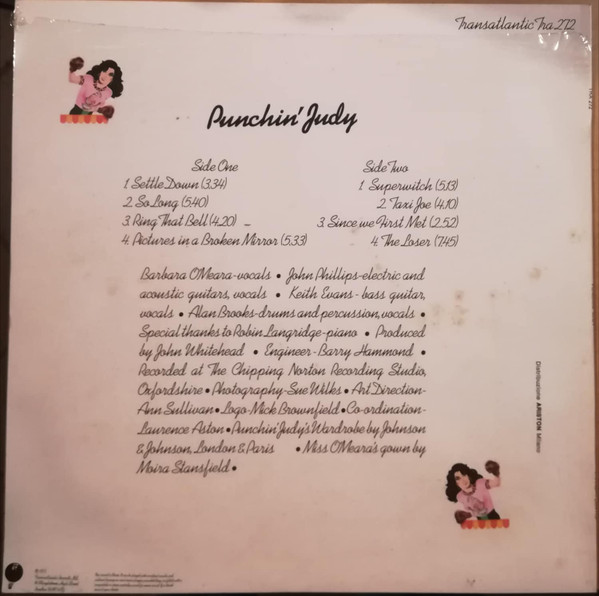 Transatlantic Tra 272
TRA 272
Punchin' Judy
Side One
1. Settle Down (3.34)
2. So Long (5.40)
3. Ring That Bell (4.20)
4. Pictures in a Broken Mirror (5.33)
Side Two
1. Superwitch (5.13)
2. Taxi Joe (4.10)
3. Since we First Met (2.52)
4. The Loser (7.45)
Barbara O'Meara-vocals • John Phillips-electric and
acoustic guitars, vocals • Keith Evans - bass guitar,
vocals • Alan Brooks-drums and percussion, vocals •
Special thanks to Robin Langridge-piano • Produced
by John Whitehead • Engineer - Barry Hammond •
Recorded at The Chipping Norton Recording Studio,
Oxfordshire • Photography-Sue Wilks • Art Direction-
Ann Sullivan • Logo-Mick Brownfield • Co-ordination-
Laurence Aston • Punchin' Judy's Wardrobe by Johnson
& Johnson, London & Paris • Miss O'Meara's gown by
Moira Stansfield •
Distribuzione ARISTON Milano